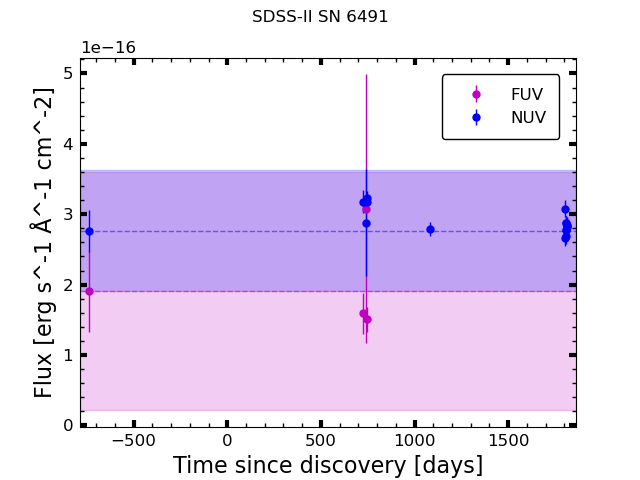 SDSS-II SN 6491
1e−16
FUV
NUV
5
4
3
2
1
0
−500
0
500
1000
1500
Flux [erg s^-1 Å^-1 cm^-2]
Time since discovery [days]